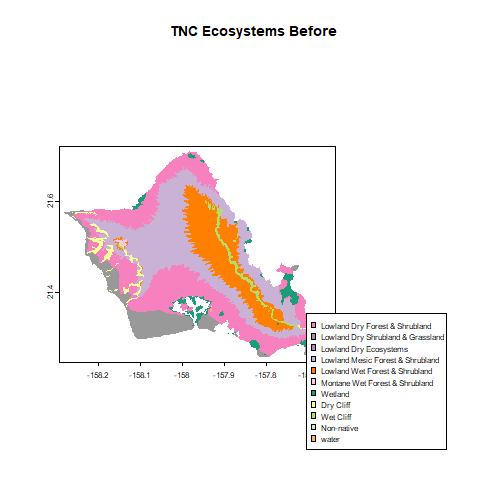 TNC Ecosystems Before
21.6
21.4
-158.2
-158.1
-158
-157.9
-157.8
Lowland Dry Forest & Shrubland
Lowland Dry Shrubland & Grassland
Lowland Dry Ecosystems
Lowland Mesic Forest & Shrubland
Lowland Wet Forest & Shrubland
Montane Wet Forest & Shrubland
Wetland
Dry Cliff
Wet Cliff
Non-native
water